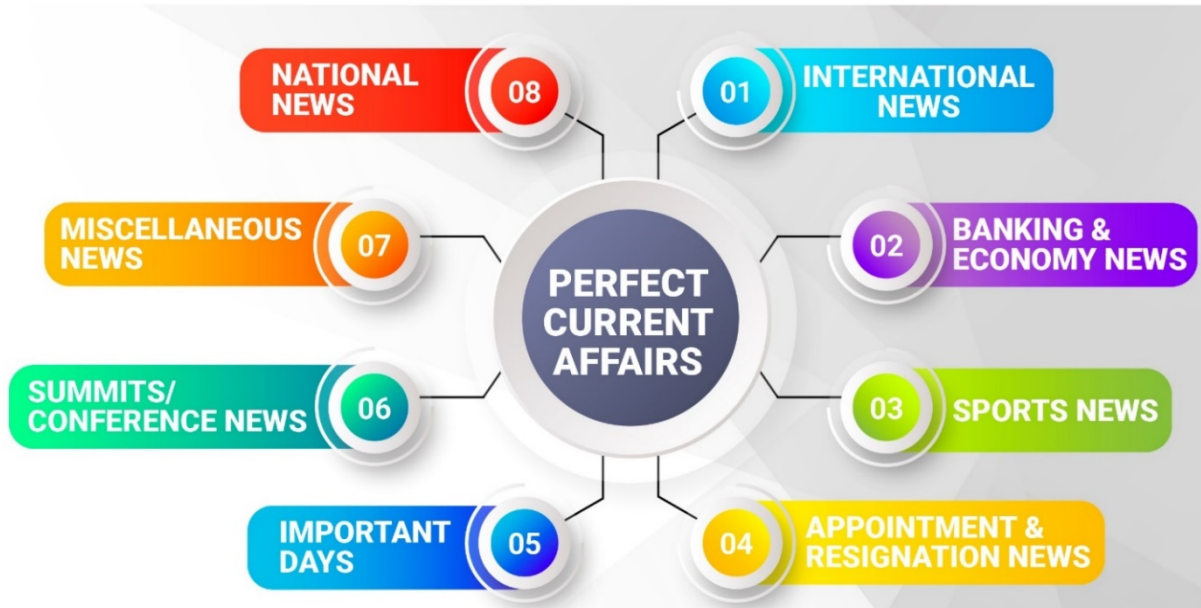 PERFECT
CURRENT
AFFAIRS
01
INTERNATIONAL
NEWS
02
BANKING &
ECONOMY NEWS
03
SPORTS NEWS
04
APPOINTMENT &
RESIGNATION NEWS
05
IMPORTANT
DAYS
06
SUMMITS/
CONFERENCE NEWS
07
MISCELLANEOUS
NEWS
08
NATIONAL
NEWS